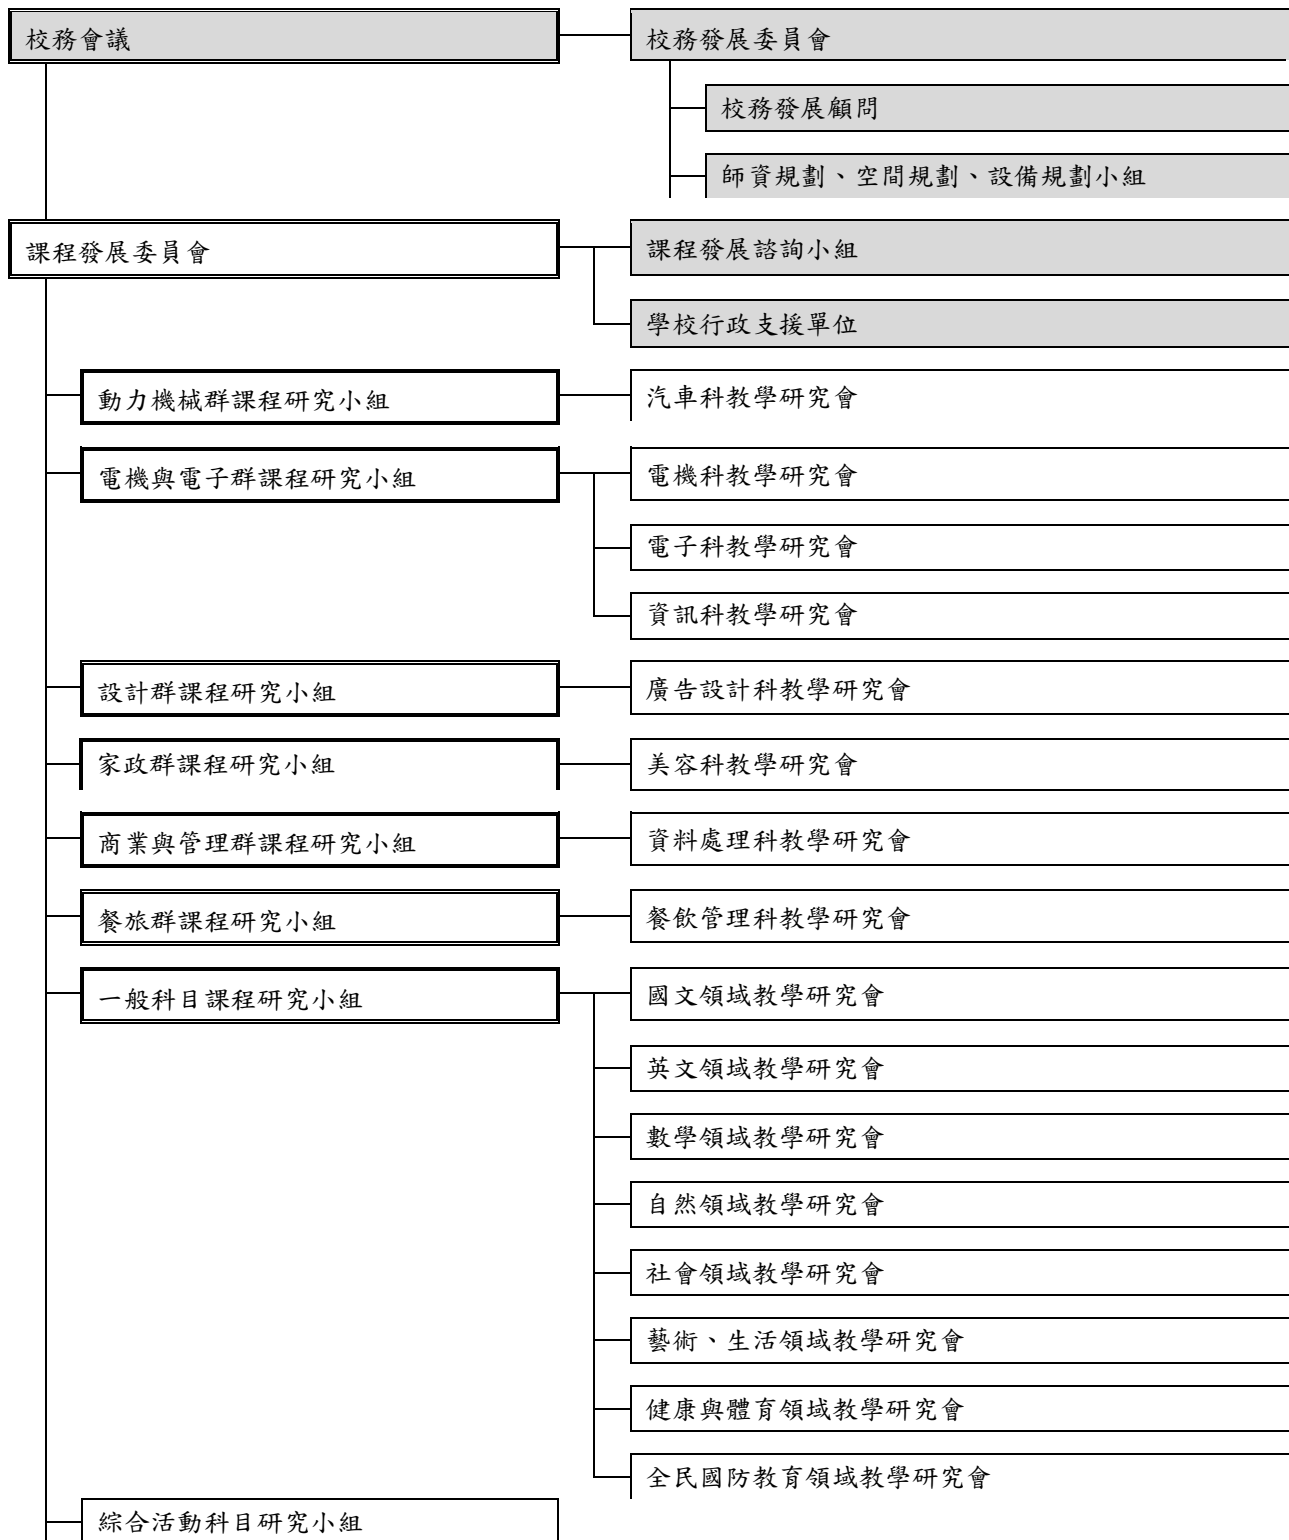 校務會議
校務發展委員會
校務發展顧問
師資規劃、空間規劃、設備規劃小組
課程發展委員會
課程發展諮詢小組
學校行政支援單位
動力機械群課程研究小組
汽車科教學研究會
電機與電子群課程研究小組
電機科教學研究會
電子科教學研究會
資訊科教學研究會
設計群課程研究小組
廣告設計科教學研究會
家政群課程研究小組
美容科教學研究會
商業與管理群課程研究小組
資料處理科教學研究會
餐旅群課程研究小組
餐飲管理科教學研究會
一般科目課程研究小組
國文領域教學研究會
英文領域教學研究會
數學領域教學研究會
自然領域教學研究會
社會領域教學研究會
藝術、生活領域教學研究會
健康與體育領域教學研究會
全民國防教育領域教學研究會
綜合活動科目研究小組